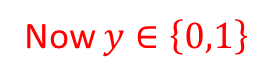 Now y ∈ {0,1}